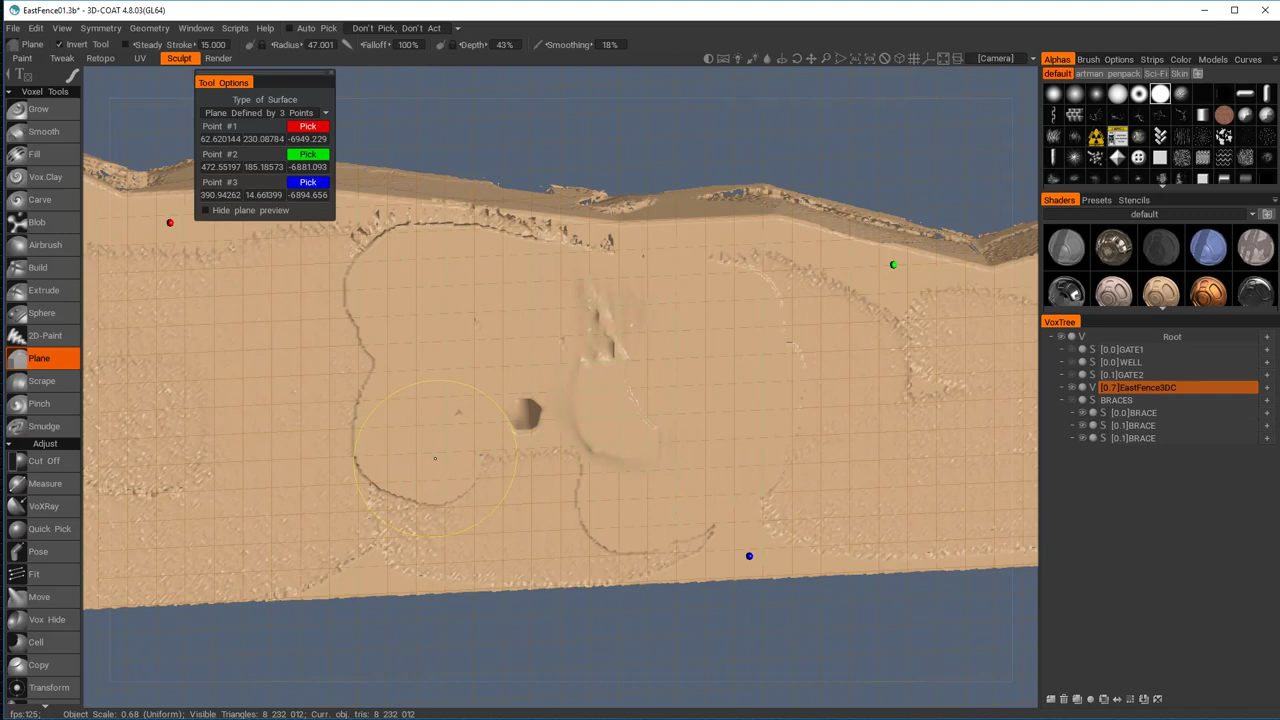 EastFence01.3b* - 3D-COAT 4.8.03(GL64)
File Edit View Symmetry Geometry Windows Scripts Help Auto Pick Don't Pick, Don't Act
Plane Invert Tool Steady Stroke 15.000 Radius 47.001 Falloff 100% Depth 43% Smoothing 18%
Paint Tweak Retopo UV Sculpt Render [Camera]
Voxel Tools
Grow
Smooth
Fill
Vox.Clay
Carve
Blob
Airbrush
Build
Extrude
Sphere
2D-Paint
Plane
Scrape
Pinch
Smudge
Adjust
Cut Off
Measure
VoXRay
Quick Pick
Pose
Fit
Move
Vox Hide
Cell
Copy
Transform
Tool Options
Type of Surface
Plane Defined by 3 Points
Point #1 Pick
62.620144 230.08784 -6949.229
Point #2 Pick
472.55197 185.18573 -6881.093
Point #3 Pick
390.94262 14.661399 -6894.656
Hide plane preview
Alphas Brush Options Strips Color Models Curves
default artman penpack Sci-Fi Skin
Shaders Presets Stencils
default
VoxTree
V Root +
S [0.0]GATE1 +
S [0.0]WELL +
S [0.1]GATE2 +
V [0.7]EastFence3DC +
S BRACES +
S [0.0]BRACE +
S [0.1]BRACE +
S [0.1]BRACE +
fps:125; Object Scale: 0.68 (Uniform); Visible Triangles: 8 232 012; Curr. obj. tris: 8 232 012